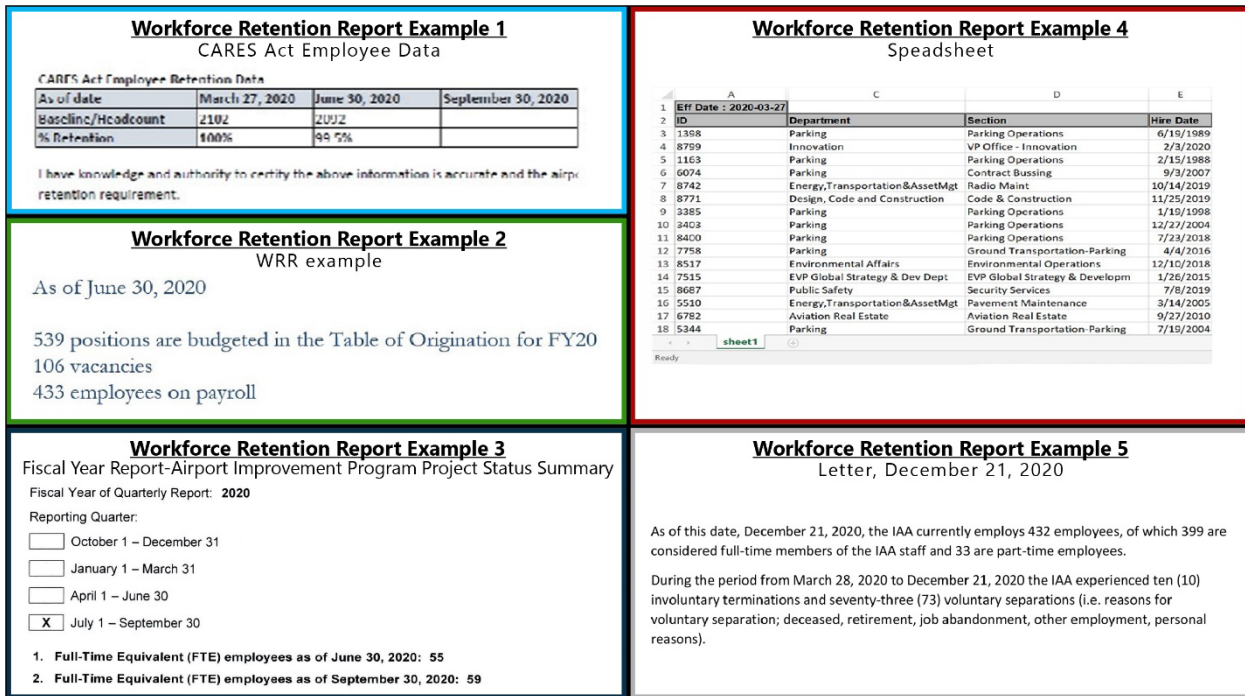 Workforce Retention Report Example 1
CARES Act Employee Data
CARES Act Employee Retention Data
As of date March 27, 2020 June 30, 2020 September 30, 2020
Baseline/Headcount 2102 2092
% Retention 100% 99.5%
I have knowledge and authority to certify the above information is accurate and the airpo
retention requirement.
Workforce Retention Report Example 2
WRR example
As of June 30, 2020
539 positions are budgeted in the Table of Origination for FY20
106 vacancies
433 employees on payroll
Workforce Retention Report Example 3
Fiscal Year Report-Airport Improvement Program Project Status Summary
Fiscal Year of Quarterly Report: 2020
Reporting Quarter:
October 1 – December 31
January 1 – March 31
April 1 – June 30
X July 1 – September 30
1. Full-Time Equivalent (FTE) employees as of June 30, 2020: 55
2. Full-Time Equivalent (FTE) employees as of September 30, 2020: 59
Workforce Retention Report Example 4
Speadsheet
A C D E
1 Eff Date : 2020-03-27
2 ID Department Section Hire Date
3 1398 Parking Parking Operations 6/19/1989
4 8799 Innovation VP Office - Innovation 2/3/2020
5 1163 Parking Parking Operations 2/15/1988
6 6074 Parking Contract Bussing 9/3/2007
7 8742 Energy,Transportation&AssetMgt Radio Maint 10/14/2019
8 8771 Design, Code and Construction Code & Construction 11/25/2019
9 3385 Parking Parking Operations 1/19/1998
10 3403 Parking Parking Operations 12/27/2004
11 8400 Parking Parking Operations 7/23/2018
12 7758 Parking Ground Transportation-Parking 4/4/2016
13 8517 Environmental Affairs Environmental Operations 12/10/2018
14 7515 EVP Global Strategy & Dev Dept EVP Global Strategy & Developm 1/26/2015
15 8687 Public Safety Security Services 7/8/2019
16 5510 Energy,Transportation&AssetMgt Pavement Maintenance 3/14/2005
17 6782 Aviation Real Estate Aviation Real Estate 9/27/2010
18 5344 Parking Ground Transportation-Parking 7/19/2004
sheet1
Ready
Workforce Retention Report Example 5
Letter, December 21, 2020
As of this date, December 21, 2020, the IAA currently employs 432 employees, of which 399 are
considered full-time members of the IAA staff and 33 are part-time employees.
During the period from March 28, 2020 to December 21, 2020 the IAA experienced ten (10)
involuntary terminations and seventy-three (73) voluntary separations (i.e. reasons for
voluntary separation; deceased, retirement, job abandonment, other employment, personal
reasons).